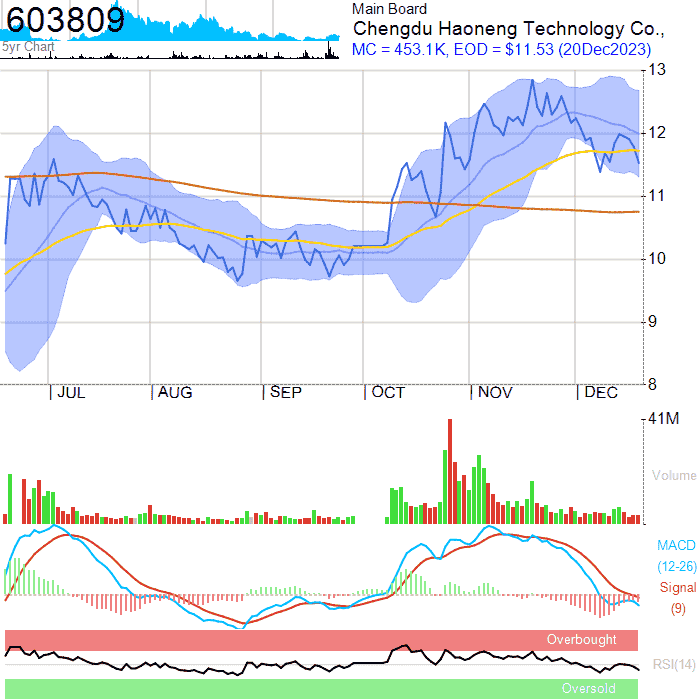 603809
5yr Chart
Main Board
Chengdu Haoneng Technology Co.,
MC = 453.1K, EOD = $11.53 (20Dec2023)
13
12
11
10
9
8
JUL
AUG
SEP
OCT
NOV
DEC
41M
Volume
MACD
(12-26)
Signal
(9)
Overbought
RSI(14)
Oversold